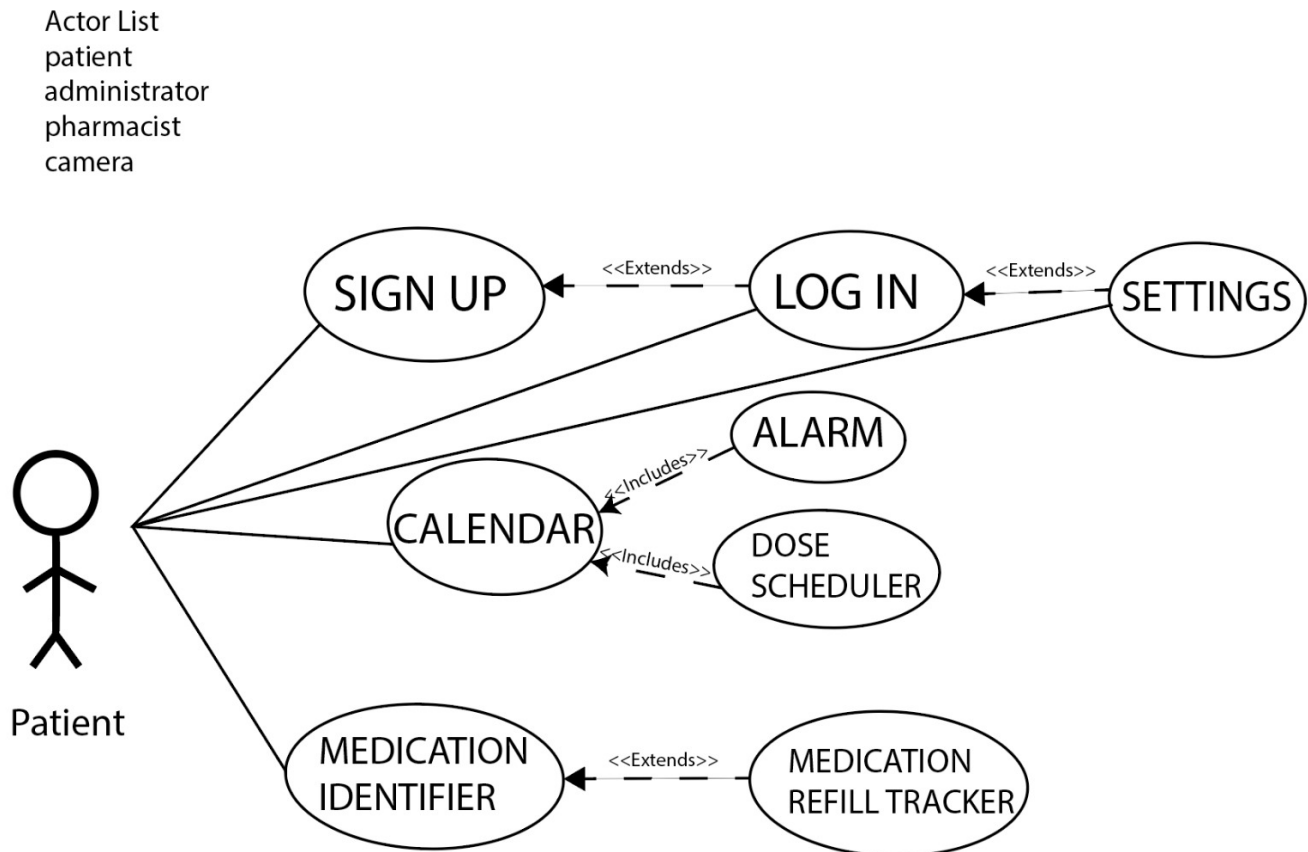 Actor List
patient
administrator
pharmacist
camera
SIGN UP
<<Extends>>
LOG IN
<<Extends>>
SETTINGS
ALARM
<<Includes>>
CALENDAR
<<Includes>>
DOSE
SCHEDULER
Patient
MEDICATION
IDENTIFIER
<<Extends>>
MEDICATION
REFILL TRACKER